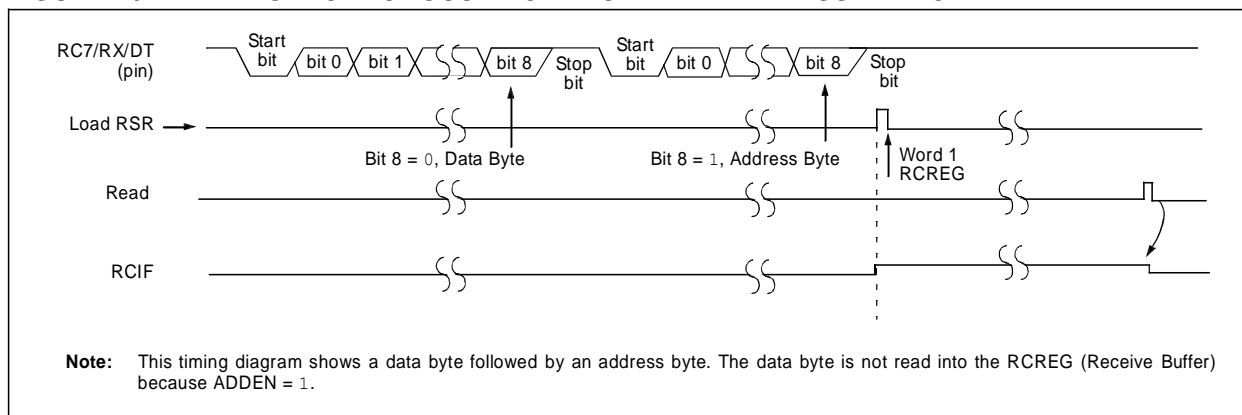 RC7/RX/DT
(pin)
Start
bit
bit 0
bit 1
bit 8
Stop
bit
Start
bit
bit 0
bit 8
Stop
bit
Load RSR
Bit 8 = 0, Data Byte
Bit 8 = 1, Address Byte
Word 1
RCREG
Read
RCIF
Note: This timing diagram shows a data byte followed by an address byte. The data byte is not read into the RCREG (Receive Buffer)
because ADDEN = 1.